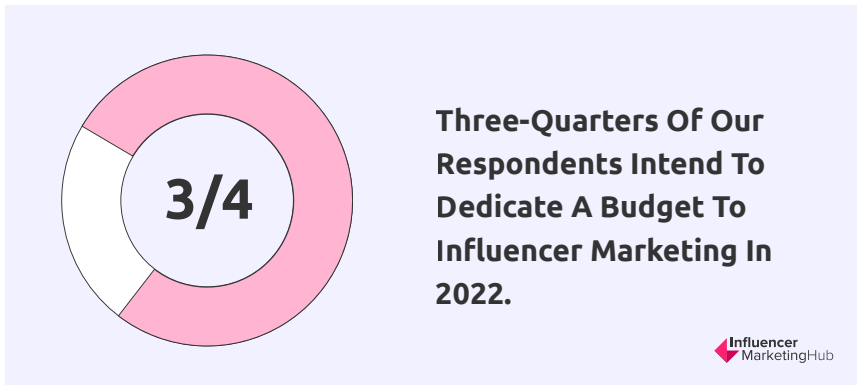 3/4
Three-Quarters Of Our
Respondents Intend To
Dedicate A Budget To
Influencer Marketing In
2022.
Influencer
MarketingHub